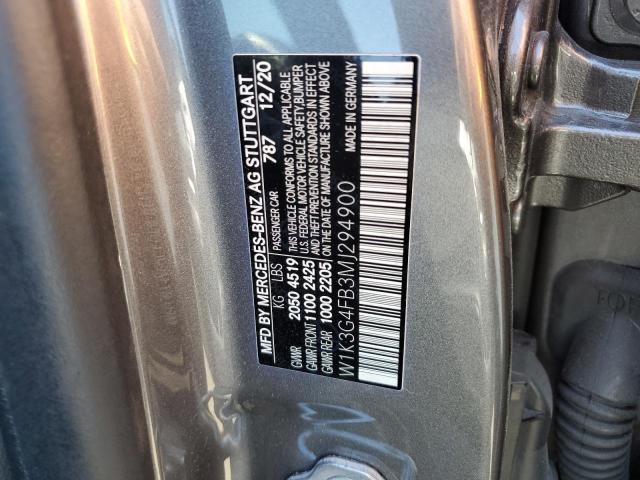 MFD BY MERCEDES-BENZ AG STUTTGART
787 12/20
KG LBS PASSENGER CAR
GVWR 2050 4519
GAWR FRONT 1100 2425
GAWR REAR 1000 2205
THIS VEHICLE CONFORMS TO ALL APPLICABLE
U.S. FEDERAL MOTOR VEHICLE SAFETY,BUMPER
AND THEFT PREVENTION STANDARDS IN EFFECT
ON THE DATE OF MANUFACTURE SHOWN ABOVE
MADE IN GERMANY
W1K3G4FB3MJ294900